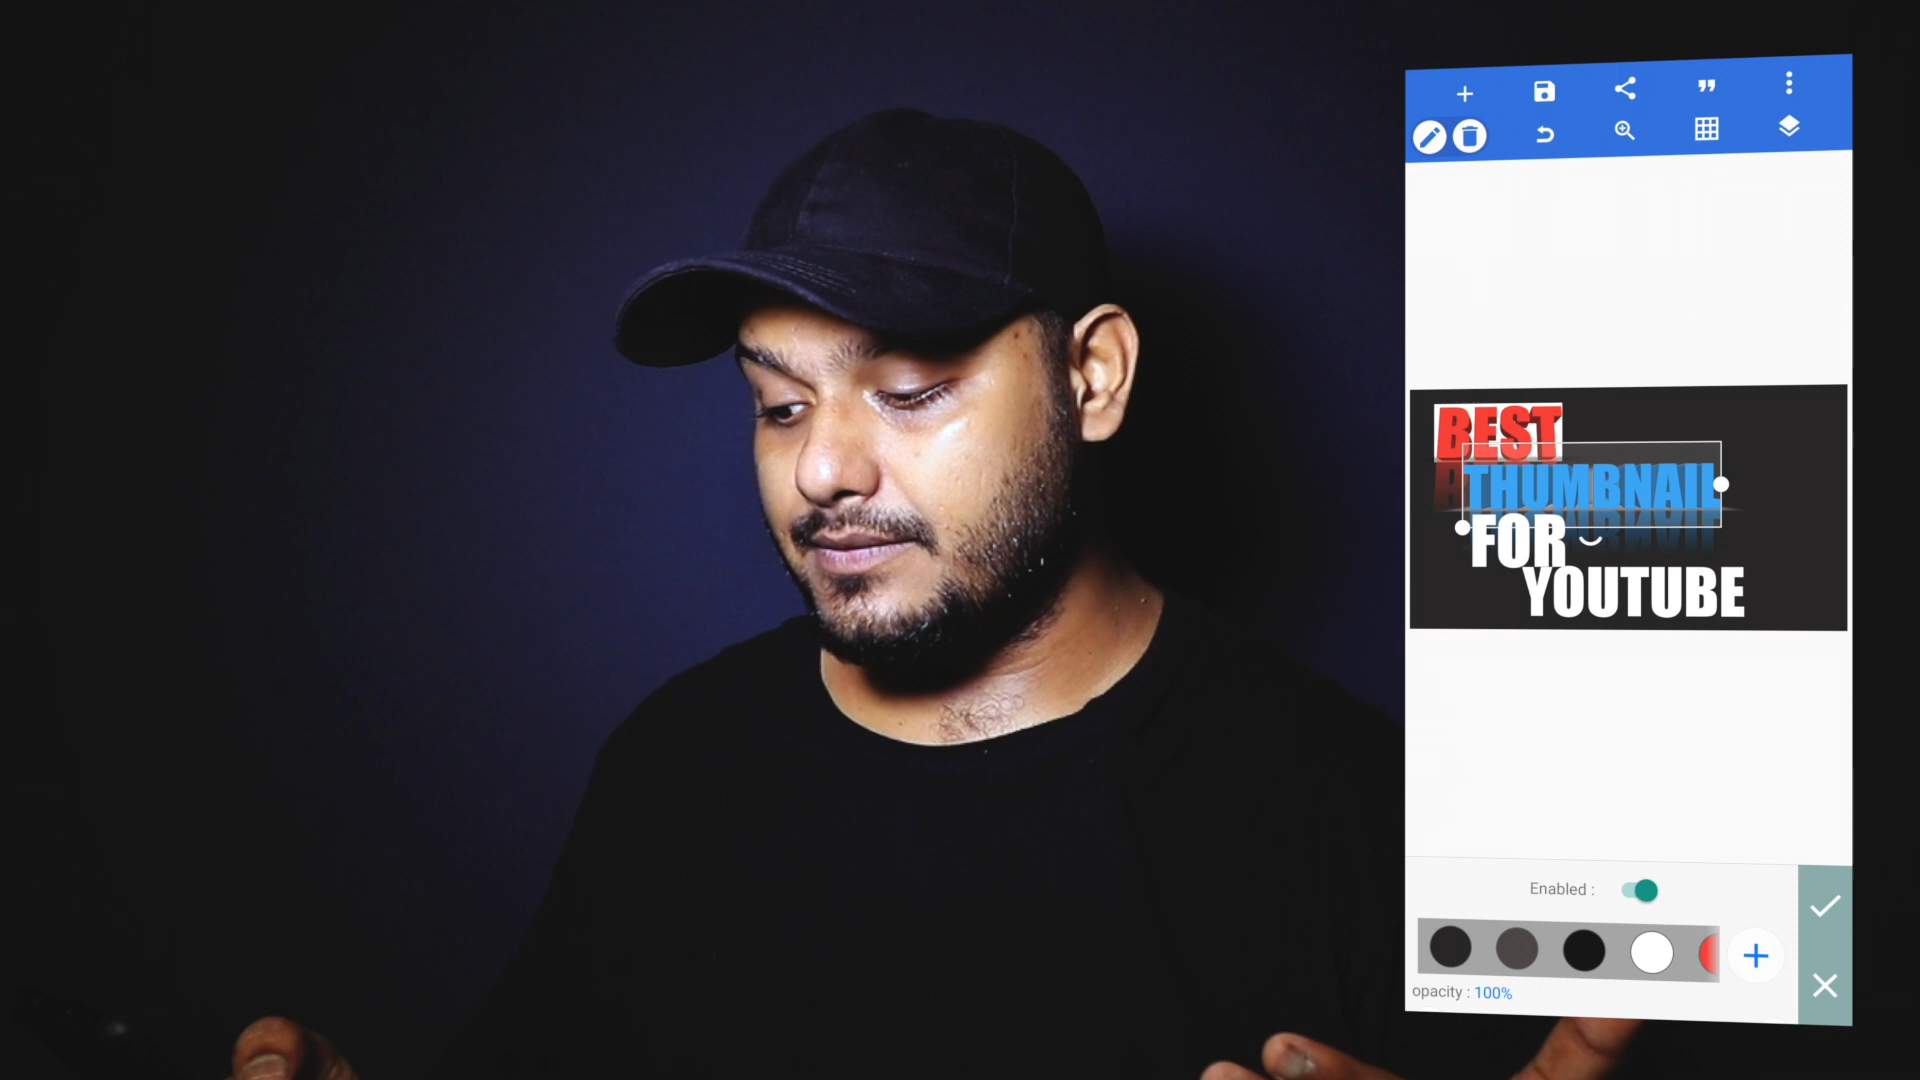 BEST
THUMBNAIL
FOR
YOUTUBE
Enabled :
opacity : 100%